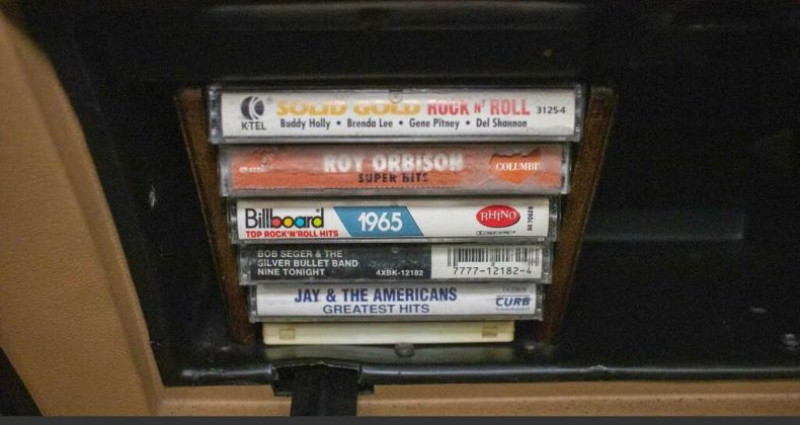 SOLID GOLD ROCK N' ROLL 3125-4
K-TEL
Buddy Holly • Brenda Lee • Gene Pitney • Del Shannon
ROY ORBISON
SUPER HITS
COLUMBI
Billboard 1965 RHINO
TOP ROCK'N'ROLL HITS
BOB SEGER & THE
SILVER BULLET BAND
NINE TONIGHT 4XBK-12182
7777-12182-4
JAY & THE AMERICANS
GREATEST HITS
CURB